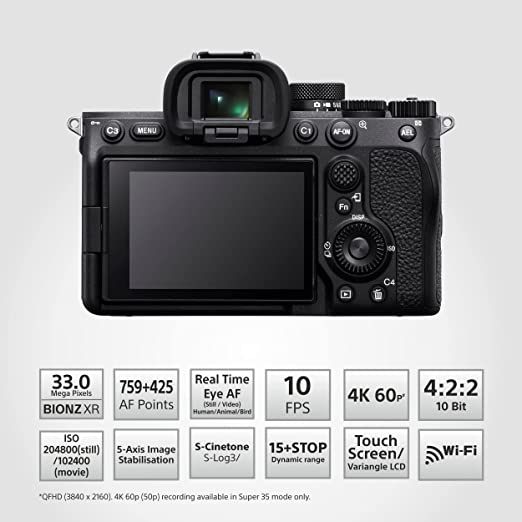 C3
MENU
C1
AF-ON
AEL
Fn
DISP
ISO
C4
33.0
Mega Pixels
BIONZ XR
759+425
AF Points
Real Time
Eye AF
(Still / Video)
Human/Animal/Bird
10
FPS
4K 60p*
4:2:2
10 Bit
ISO
204800(still)
/102400
(movie)
5-Axis Image
Stabilisation
S-Cinetone
S-Log3/
15+STOP
Dynamic range
Touch
Screen/
Variangle LCD
Wi-Fi
*QFHD (3840 x 2160). 4K 60p (50p) recording available in Super 35 mode only.